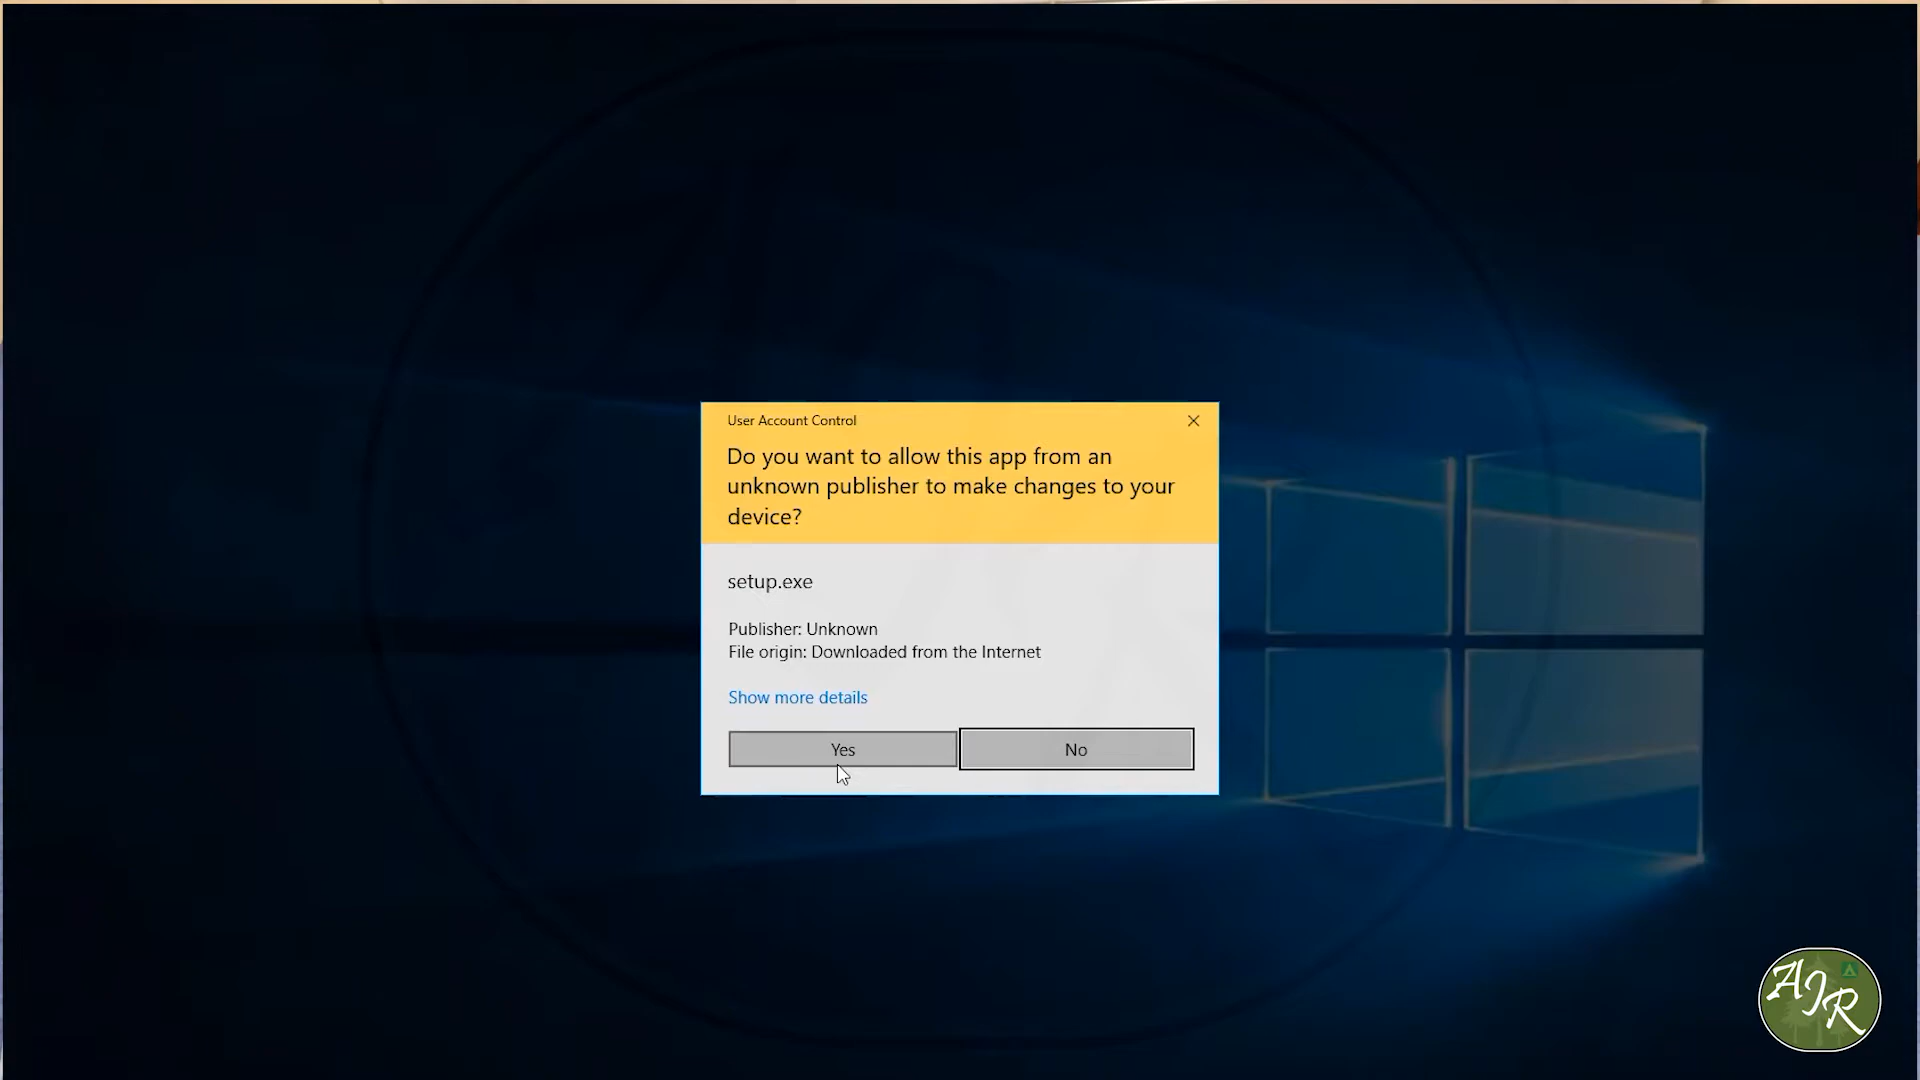 User Account Control
Do you want to allow this app from an
unknown publisher to make changes to your
device?
setup.exe
Publisher: Unknown
File origin: Downloaded from the Internet
Show more details
Yes
No
AJR